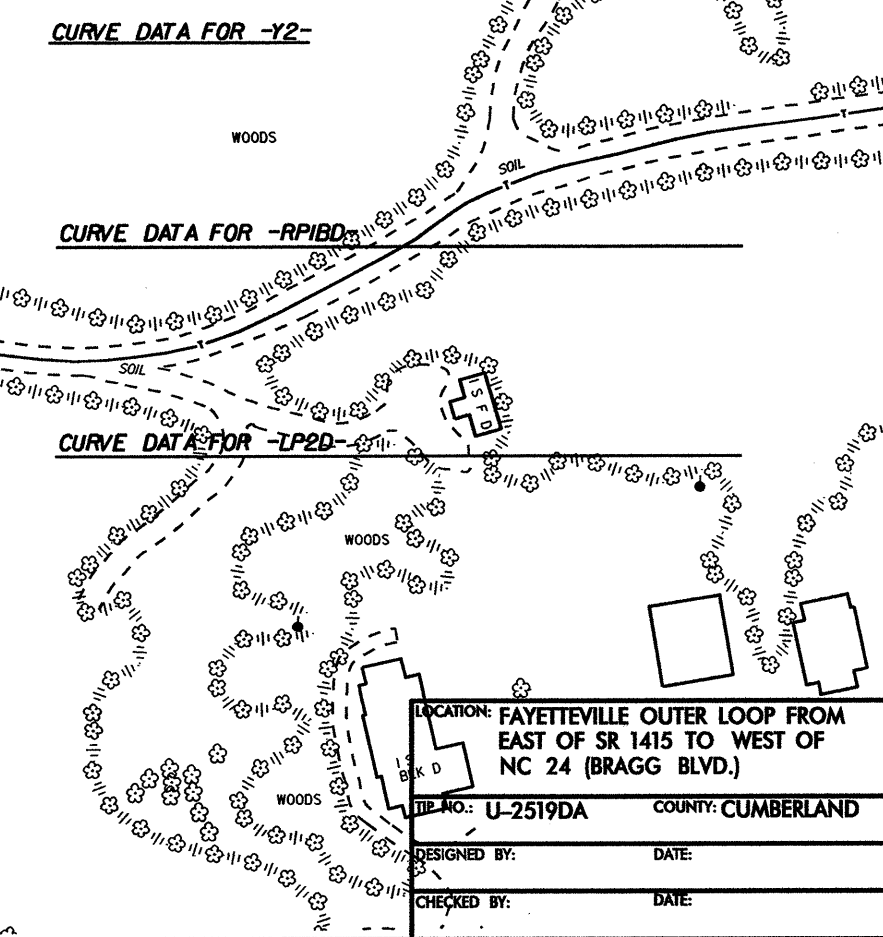 CURVE DATA FOR -Y2-
WOODS
SOIL
CURVE DATA FOR -RP1BD-
SOIL
I S F D
CURVE DATA FOR -LP2D-
WOODS
LOCATION: FAYETTEVILLE OUTER LOOP FROM
EAST OF SR 1415 TO WEST OF
NC 24 (BRAGG BLVD.)
I S
BLK D
WOODS
TIP NO.: U-2519DA COUNTY: CUMBERLAND
DESIGNED BY: DATE:
CHECKED BY: DATE: